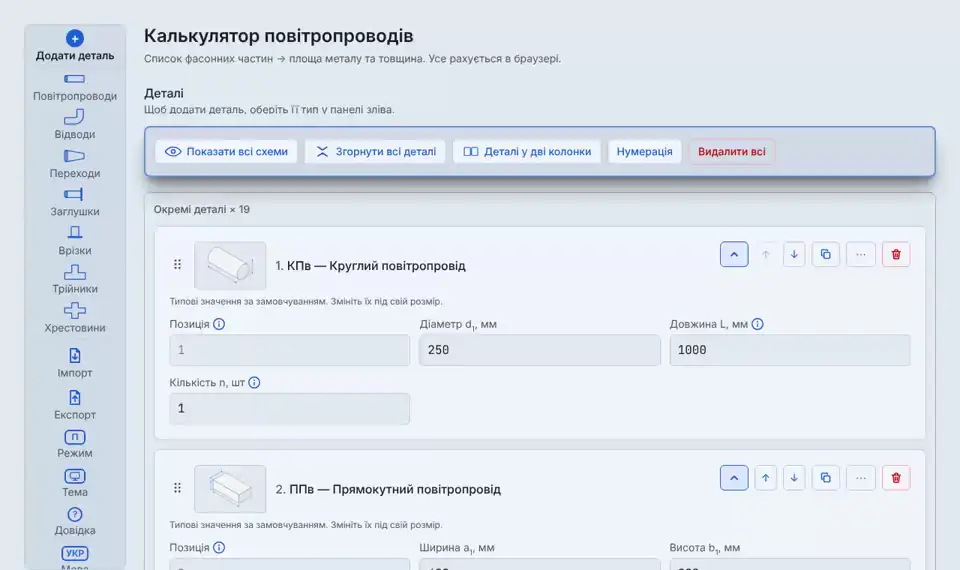 Калькулятор повітропроводів
Список фасонних частин → площа металу та товщина. Усе рахується в браузері.
Додати деталь
Повітропроводи
Відводи
Переходи
Заглушки
Врізки
Трійники
Хрестовини
Імпорт
Експорт
П
Режим
Тема
Довідка
УКР
Мова
Деталі
Щоб додати деталь, оберіть її тип у панелі зліва.
Показати всі схеми Згорнути всі деталі Деталі у дві колонки Нумерація Видалити всі
Окремі деталі × 19
1. КПв — Круглий повітропровід
Типові значення за замовчуванням. Змініть їх під свій розмір.
Позиція Діаметр d₁, мм Довжина L, мм
1 250 1000
Кількість n, шт
1
2. ППв — Прямокутний повітропровід
Типові значення за замовчуванням. Змініть їх під свій розмір.
Позиція Ширина a₁, мм Висота b₁, мм